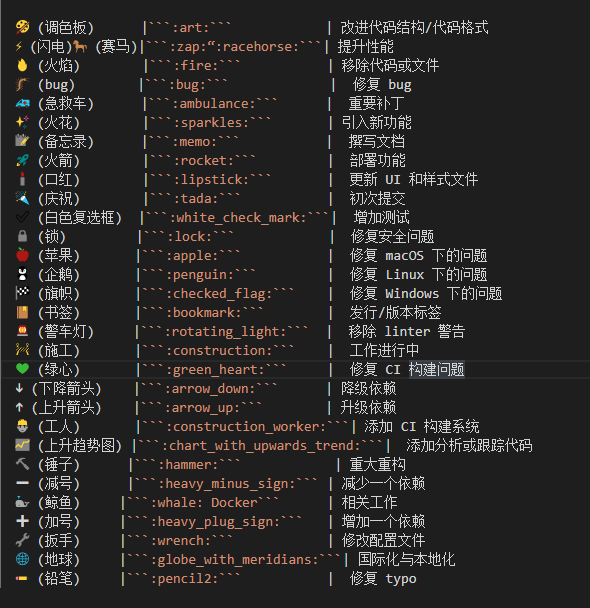 🎨 (调色板) |```:art:``` | 改进代码结构/代码格式
⚡ (闪电)🐎 (赛马)|```:zap:“:racehorse:```| 提升性能
🔥 (火焰) |```:fire:``` | 移除代码或文件
🐛 (bug) |```:bug:``` | 修复 bug
🚑 (急救车) |```:ambulance:``` | 重要补丁
✨ (火花) |```:sparkles:``` | 引入新功能
📝 (备忘录) |```:memo:``` | 撰写文档
🚀 (火箭) |```:rocket:``` | 部署功能
💄 (口红) |```:lipstick:``` | 更新 UI 和样式文件
🎉 (庆祝) |```:tada:``` | 初次提交
✅ (白色复选框) |```:white_check_mark:```| 增加测试
🔒 (锁) |```:lock:``` | 修复安全问题
🍎 (苹果) |```:apple:``` | 修复 macOS 下的问题
🐧 (企鹅) |```:penguin:``` | 修复 Linux 下的问题
🏁 (旗帜) |```:checked_flag:``` | 修复 Windows 下的问题
🔖 (书签) |```:bookmark:``` | 发行/版本标签
🚨 (警车灯) |```:rotating_light:``` | 移除 linter 警告
🚧 (施工) |```:construction:``` | 工作进行中
💚 (绿心) |```:green_heart:``` | 修复 CI 构建问题
⬇ (下降箭头) |```:arrow_down:``` | 降级依赖
⬆ (上升箭头) |```:arrow_up:``` | 升级依赖
👷 (工人) |```:construction_worker:```| 添加 CI 构建系统
📈 (上升趋势图) |```:chart_with_upwards_trend:```| 添加分析或跟踪代码
🔨 (锤子) |```:hammer:``` | 重大重构
➖ (减号) |```:heavy_minus_sign:``` | 减少一个依赖
🐳 (鲸鱼) |```:whale: Docker``` | 相关工作
➕ (加号) |```:heavy_plug_sign:``` | 增加一个依赖
🔧 (扳手) |```:wrench:``` | 修改配置文件
🌐 (地球) |```:globe_with_meridians:```| 国际化与本地化
✏ (铅笔) |```:pencil2:``` | 修复 typo